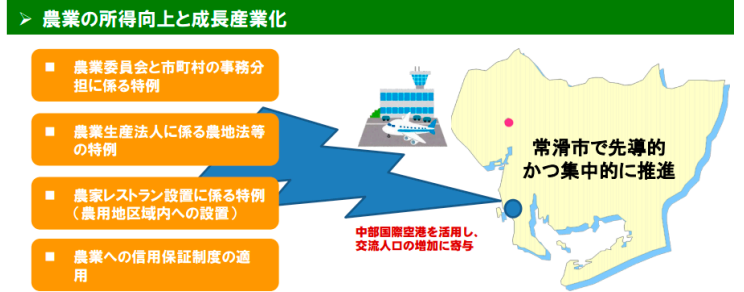 ➢ 農業の所得向上と成長産業化
■ 農業委員会と市町村の事務分
担に係る特例
■ 農業生産法人に係る農地法等
の特例
■ 農家レストラン設置に係る特例
（農用地区域内への設置）
■ 農業への信用保証制度の適
用
常滑市で先導的
かつ集中的に推進
中部国際空港を活用し、
交流人口の増加に寄与